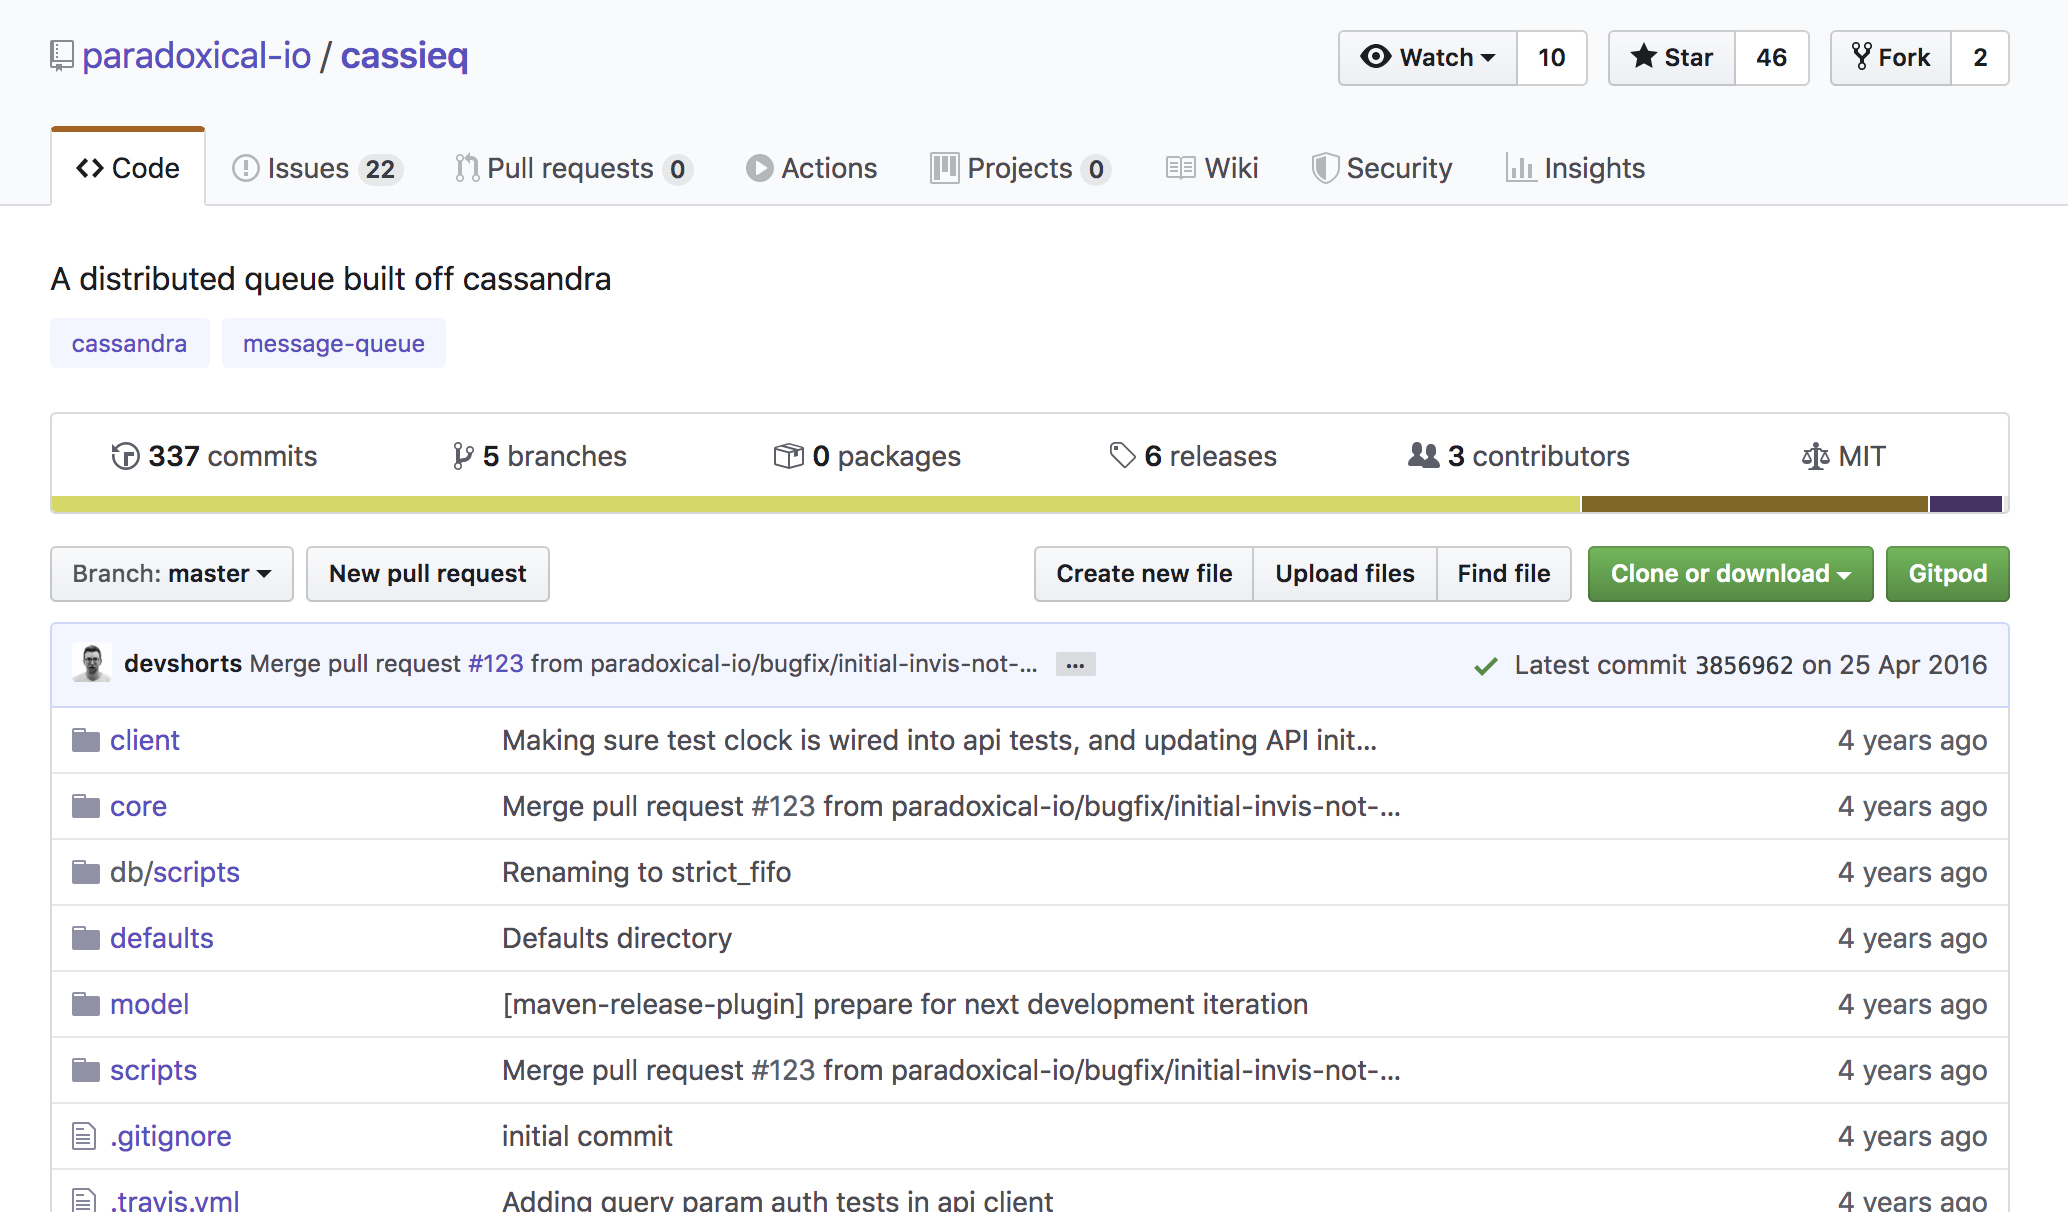 paradoxical-io / cassieq
Watch 10 Star 46 Fork 2
Code Issues 22 Pull requests 0 Actions Projects 0 Wiki Security Insights
A distributed queue built off cassandra
cassandra message-queue
337 commits 5 branches 0 packages 6 releases 3 contributors MIT
Branch: master New pull request Create new file Upload files Find file Clone or download Gitpod
devshorts Merge pull request #123 from paradoxical-io/bugfix/initial-invis-not-... ... Latest commit 3856962 on 25 Apr 2016
client Making sure test clock is wired into api tests, and updating API init... 4 years ago
core Merge pull request #123 from paradoxical-io/bugfix/initial-invis-not-... 4 years ago
db/scripts Renaming to strict_fifo 4 years ago
defaults Defaults directory 4 years ago
model [maven-release-plugin] prepare for next development iteration 4 years ago
scripts Merge pull request #123 from paradoxical-io/bugfix/initial-invis-not-... 4 years ago
.gitignore initial commit 4 years ago
.travis.yml Adding query param auth tests in api client 4 years ago